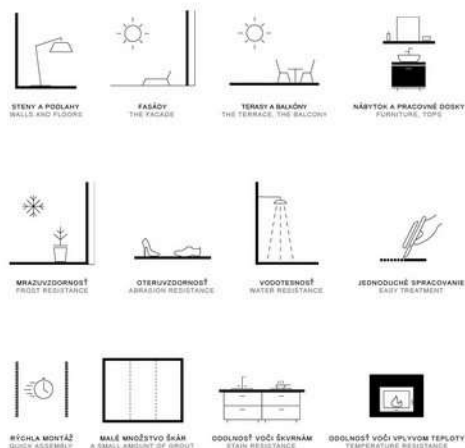 STENY A PODLAHY
WALLS AND FLOORS
FASÁDY
THE FACADE
TERASY A BALKÓNY
THE TERRACE, THE BALCONY
NÁBYTOK A PRACOVNÉ DOSKY
FURNITURE, TOPS
MRAZUVZDORNOSŤ
FROST RESISTANCE
OTERUVZDORNOSŤ
ABRASION RESISTANCE
VODOTESNOSŤ
WATER RESISTANCE
JEDNODUCHÉ SPRACOVANIE
EASY TREATMENT
RÝCHLA MONTÁŽ
QUICK ASSEMBLY
MALÉ MNOŽSTVO ŠKÁR
A SMALL AMOUNT OF GROUT
ODOLNOSŤ VOČI ŠKVRNÁM
STAIN RESISTANCE
ODOLNOSŤ VOČI VPLYVOM TEPLOTY
TEMPERATURE RESISTANCE